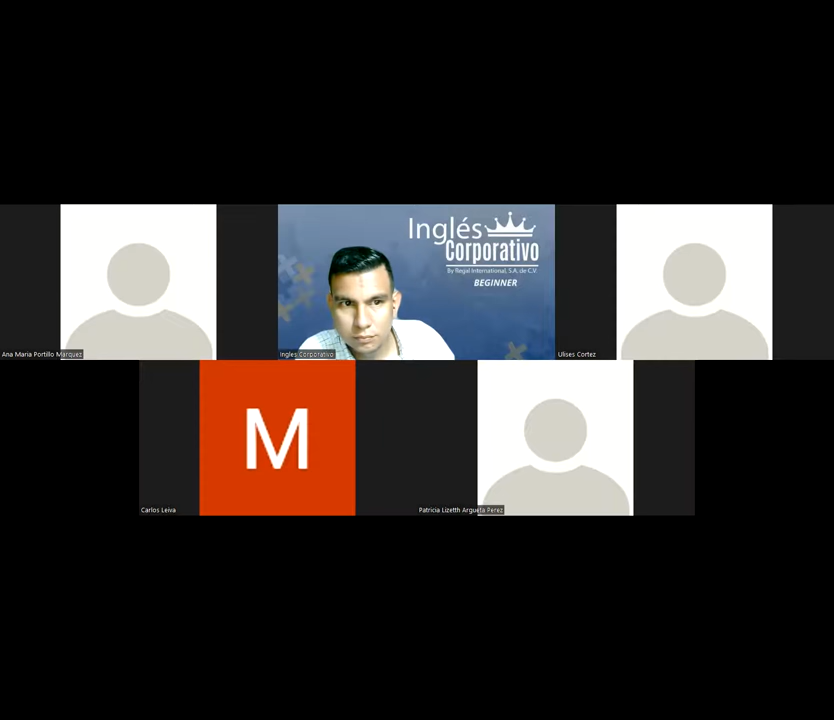 Inglés
Corporativo
By Regal International, S.A. de C.V.
BEGINNER
Ana Maria Portillo Marquez
Ingles Corporativo
Ulises Cortez
M
Carlos Leiva
Patricia Lizetth Argueta Perez